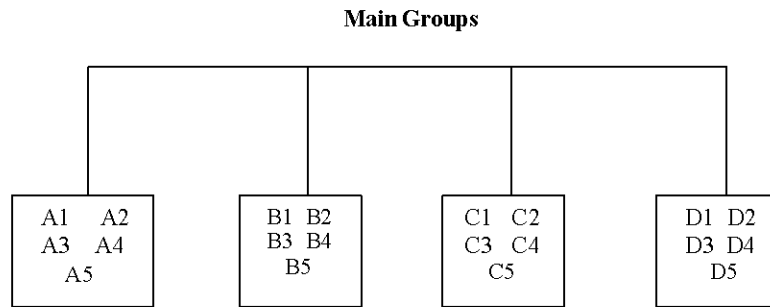 Main Groups
A1 A2
A3 A4
A5
B1 B2
B3 B4
B5
C1 C2
C3 C4
C5
D1 D2
D3 D4
D5